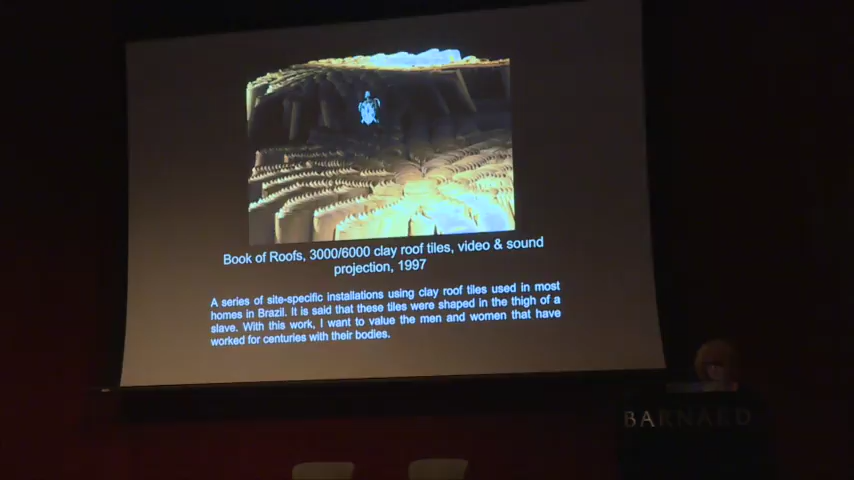 Book of Roofs, 3000/6000 clay roof tiles, video & sound
projection, 1997
A series of site-specific installations using clay roof tiles used in most
homes in Brazil. It is said that these tiles were shaped in the thigh of a
slave. With this work, I want to value the men and women that have
worked for centuries with their bodies.
BARNARD